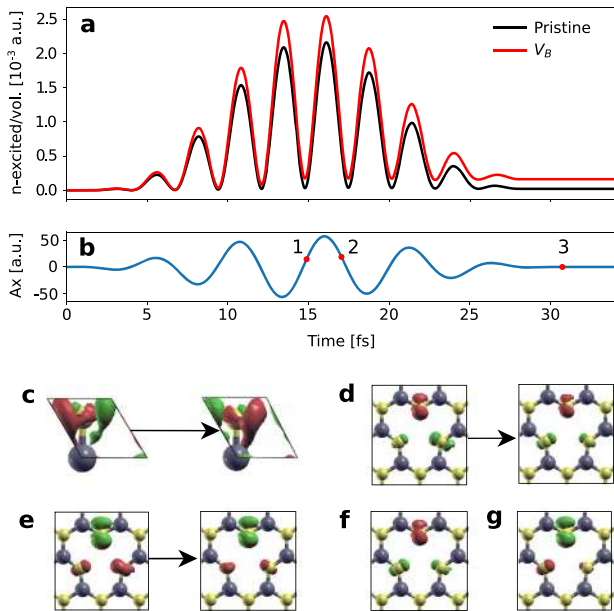 a
Pristine
V_B
n-excited/vol. [10⁻³ a.u.]
2.5
2.0
1.5
1.0
0.5
0.0
b
1
2
3
Ax [a.u.]
50
0
-50
0 5 10 15 20 25 30
Time [fs]
c
d
e
f
g